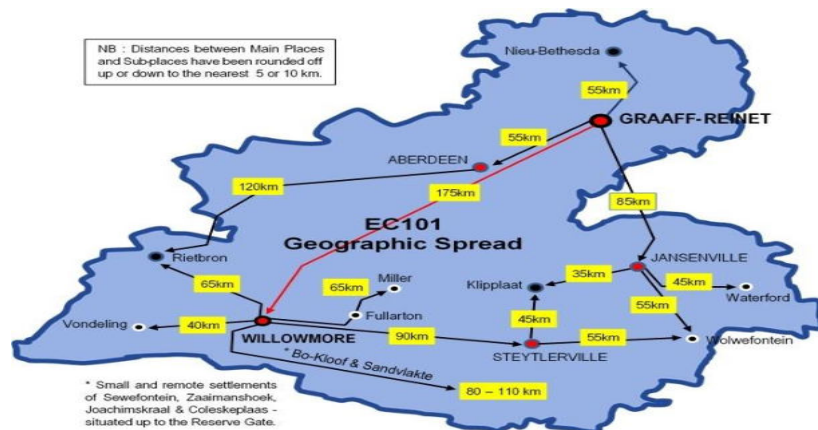 NB : Distances between Main Places
and Sub-places have been rounded off
up or down to the nearest 5 or 10 km.
Nieu-Bethesda
55km
GRAAFF-REINET
55km
ABERDEEN
120km
175km
85km
EC101
Geographic Spread
Rietbron
JANSENVILLE
65km
65km
Miller
Klipplaat
35km
45km
Waterford
Fullarton
55km
Vondeling
40km
45km
WILLOWMORE
90km
55km
Wolwefontein
STEYTLERVILLE
* Bo-Kloof & Sandvlakte
80 – 110 km
* Small and remote settlements
of Sewefontein, Zaaimanshoek,
Joachimskraal & Coleskeplaas -
situated up to the Reserve Gate.